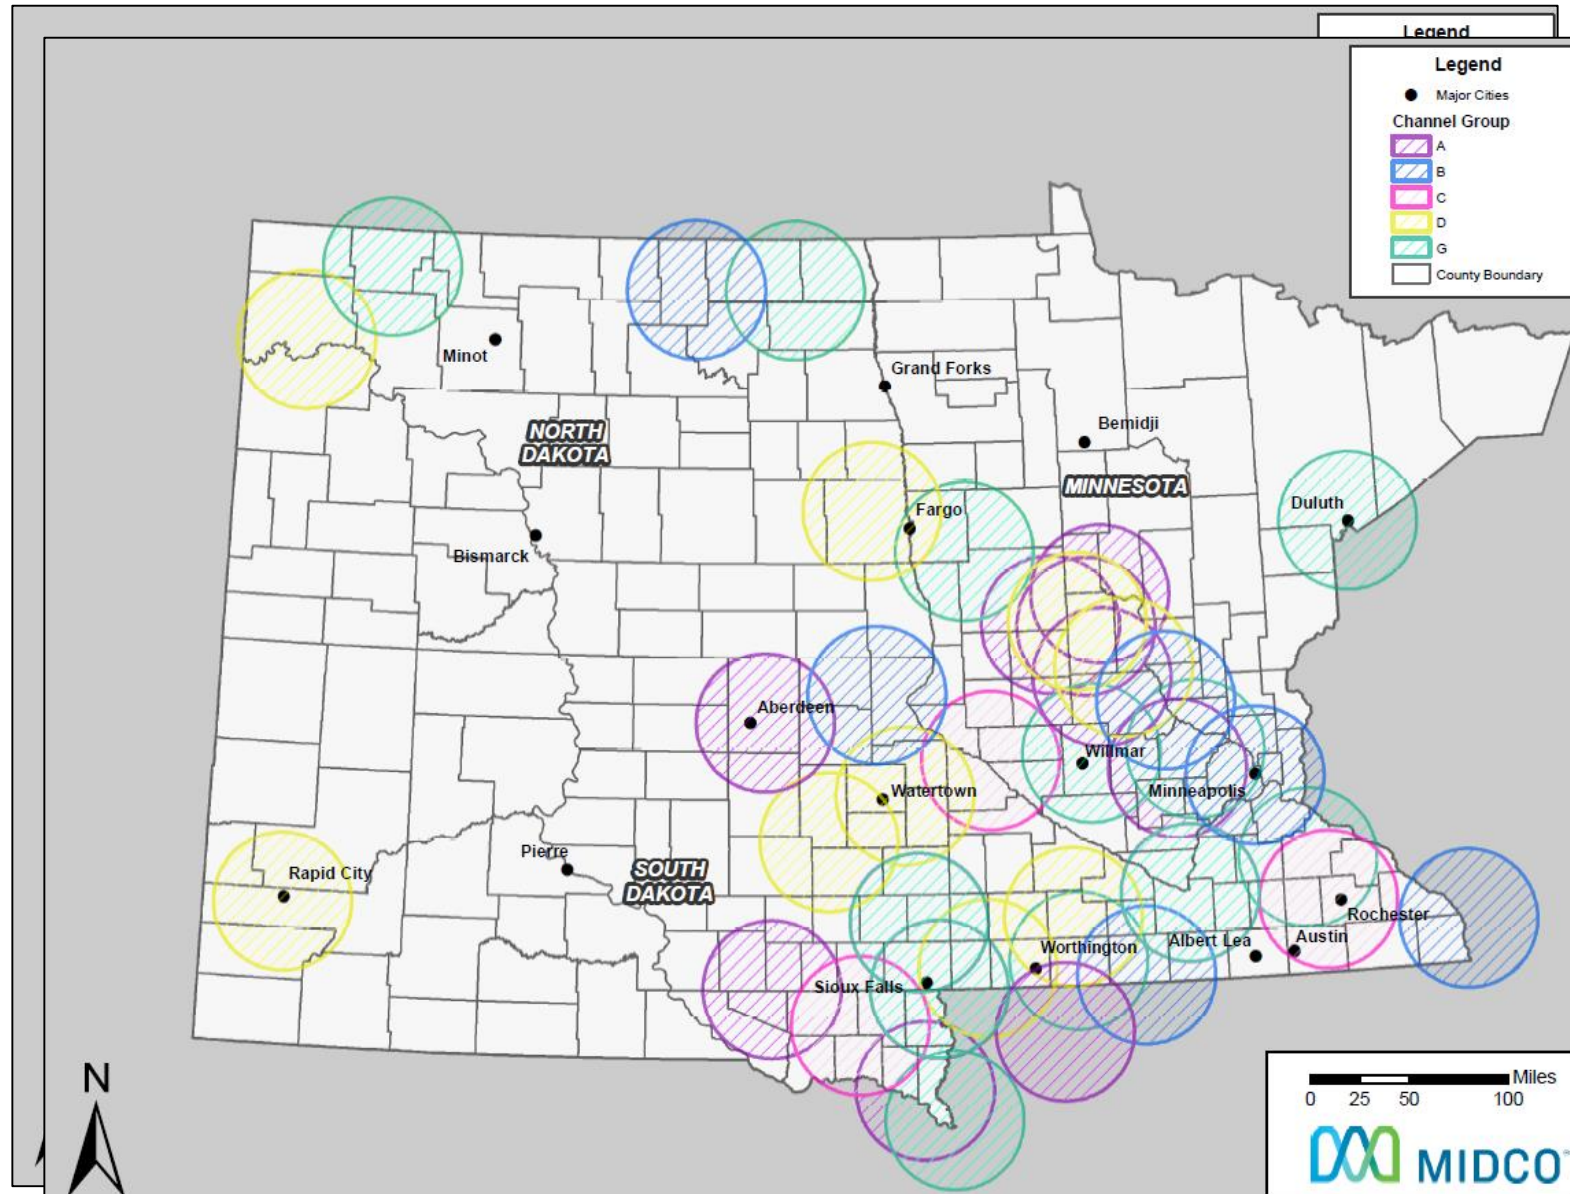 Legend
Legend
Major Cities
Channel Group
A
B
C
D
G
County Boundary
Minot
Grand Forks
NORTH
DAKOTA
Bemidji
MINNESOTA
Duluth
Fargo
Bismarck
Aberdeen
Willmar
Watertown
Minneapolis
Pierre
Rapid City
SOUTH
DAKOTA
Rochester
Worthington
Albert Lea
Austin
Sioux Falls
N
Miles
0 25 50 100
MIDCO